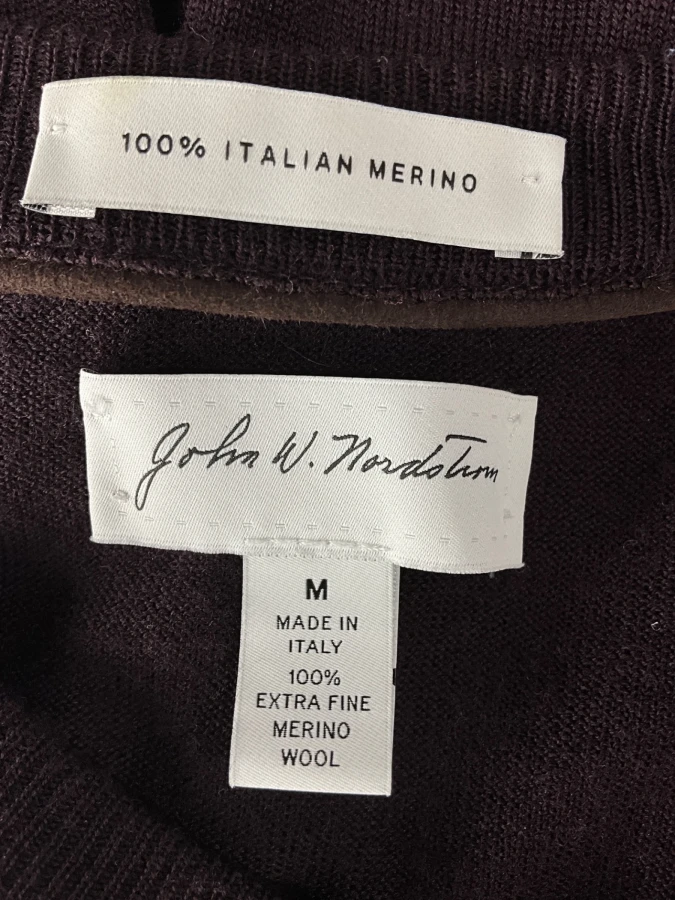 100% ITALIAN MERINO
John W. Nordstrom
M
MADE IN
ITALY
100%
EXTRA FINE
MERINO
WOOL